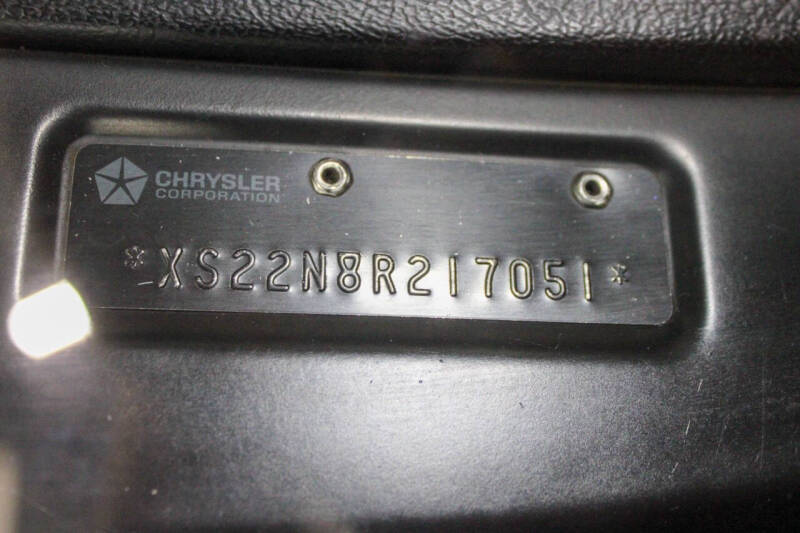 CHRYSLER
CORPORATION
*XS22N8R217051*